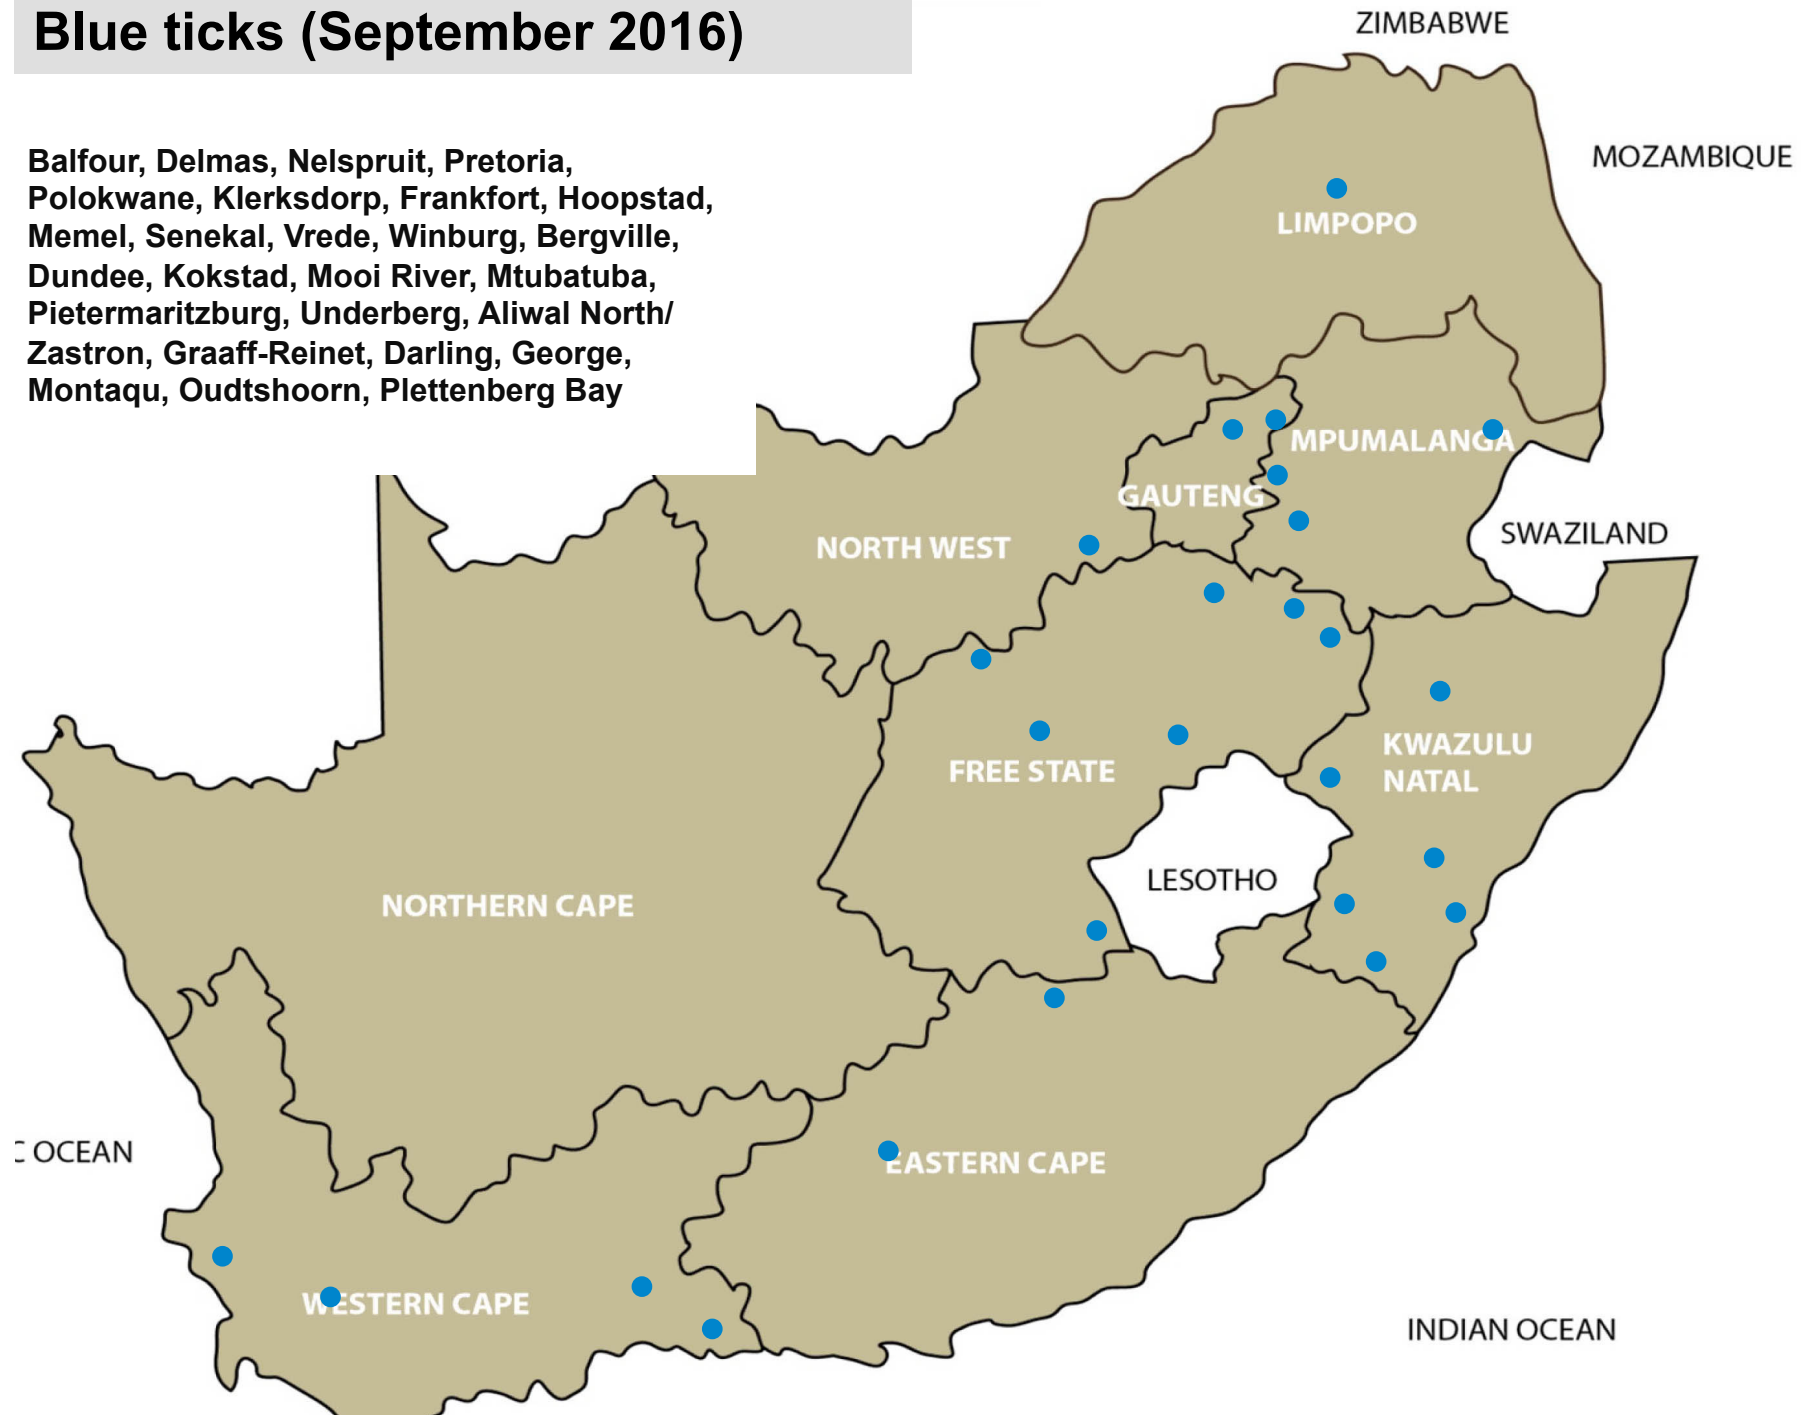 Blue ticks (September 2016)
Balfour, Delmas, Nelspruit, Pretoria,
Polokwane, Klerksdorp, Frankfort, Hoopstad,
Memel, Senekal, Vrede, Winburg, Bergville,
Dundee, Kokstad, Mooi River, Mtubatuba,
Pietermaritzburg, Underberg, Aliwal North/
Zastron, Graaff-Reinet, Darling, George,
Montaqu, Oudtshoorn, Plettenberg Bay
ZIMBABWE
MOZAMBIQUE
LIMPOPO
MPUMALANGA
GAUTENG
SWAZILAND
NORTH WEST
KWAZULU
NATAL
FREE STATE
LESOTHO
NORTHERN CAPE
C OCEAN
EASTERN CAPE
WESTERN CAPE
INDIAN OCEAN